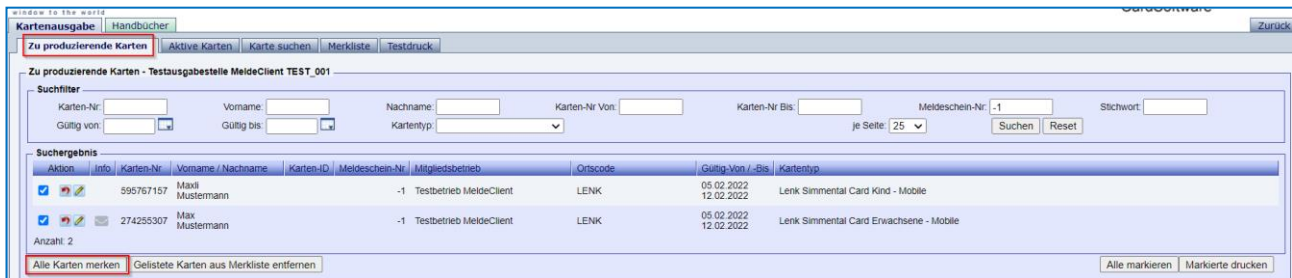 window to the world
CardSoftware
Kartenausgabe Handbücher Zurück
Zu produzierende Karten Aktive Karten Karte suchen Merkliste Testdruck
Zu produzierende Karten - Testausgabestelle MeldeClient TEST_001
Suchfilter
Karten-Nr: Vorname: Nachname: Karten-Nr Von: Karten-Nr Bis: Meldeschein-Nr: -1 Stichwort:
Gültig von: Gültig bis: Kartentyp: je Seite: 25 Suchen Reset
Suchergebnis
Aktion Info Karten-Nr Vorname / Nachname Karten-ID Meldeschein-Nr Mitgliedsbetrieb Ortscode Gültig-Von / -Bis Kartentyp
595767157 Maxli Mustermann -1 Testbetrieb MeldeClient LENK 05.02.2022 12.02.2022 Lenk Simmental Card Kind - Mobile
274255307 Max Mustermann -1 Testbetrieb MeldeClient LENK 05.02.2022 12.02.2022 Lenk Simmental Card Erwachsene - Mobile
Anzahl: 2
Alle Karten merken Gelistete Karten aus Merkliste entfernen Alle markieren Markierte drucken